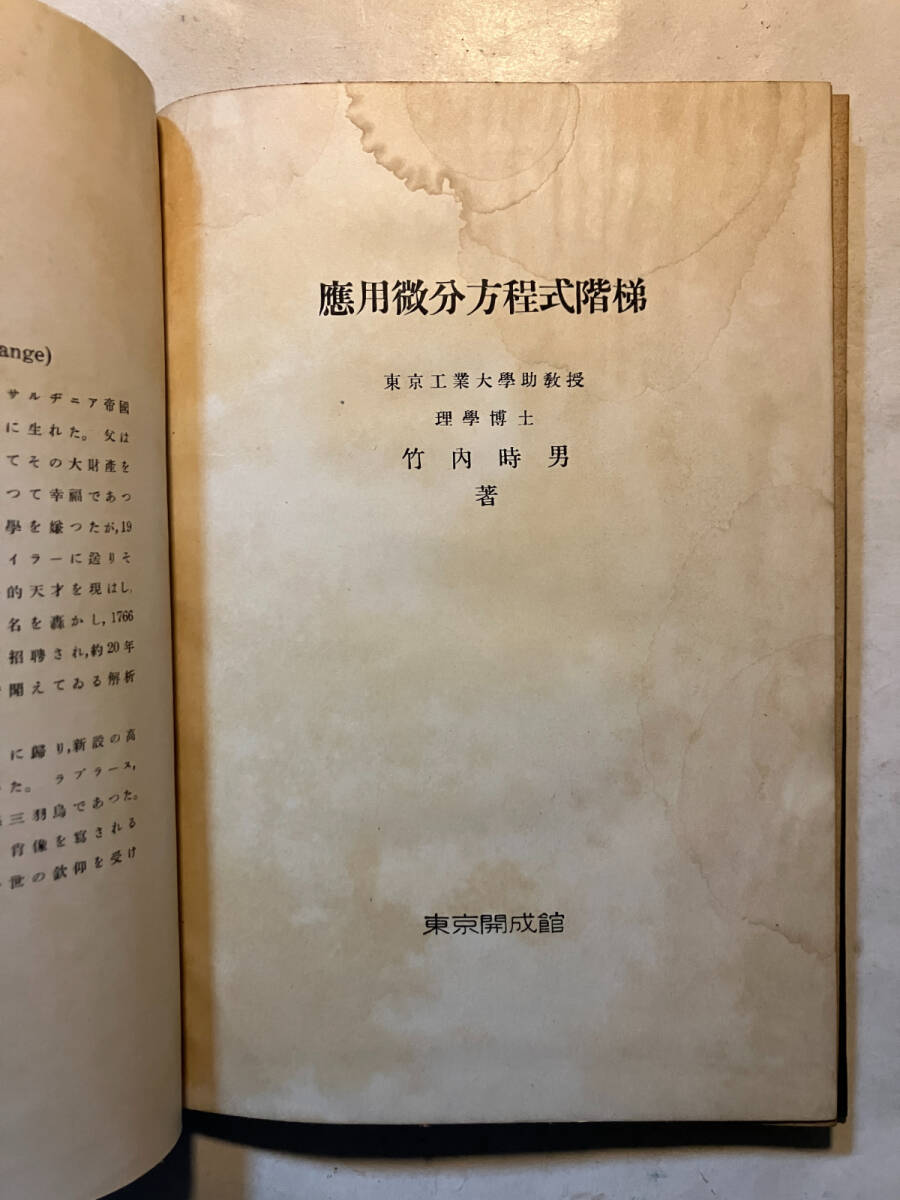 ange)
サルヂニア帝國
に生れた。父は
てその大財產を
つて幸福であつ
學を嫌つたが,19
イラーに送りそ
的天才を現はし,
名を轟かし,1766
招聘され,約20年
聞えてゐる解析
に歸り,新設の高
た。ラプラース,
三羽烏であつた。
肖像を寫される
世の欽仰を受け
應用微分方程式階梯
東京工業大學助敎授
理學博士
竹內時男
著
東京開成館